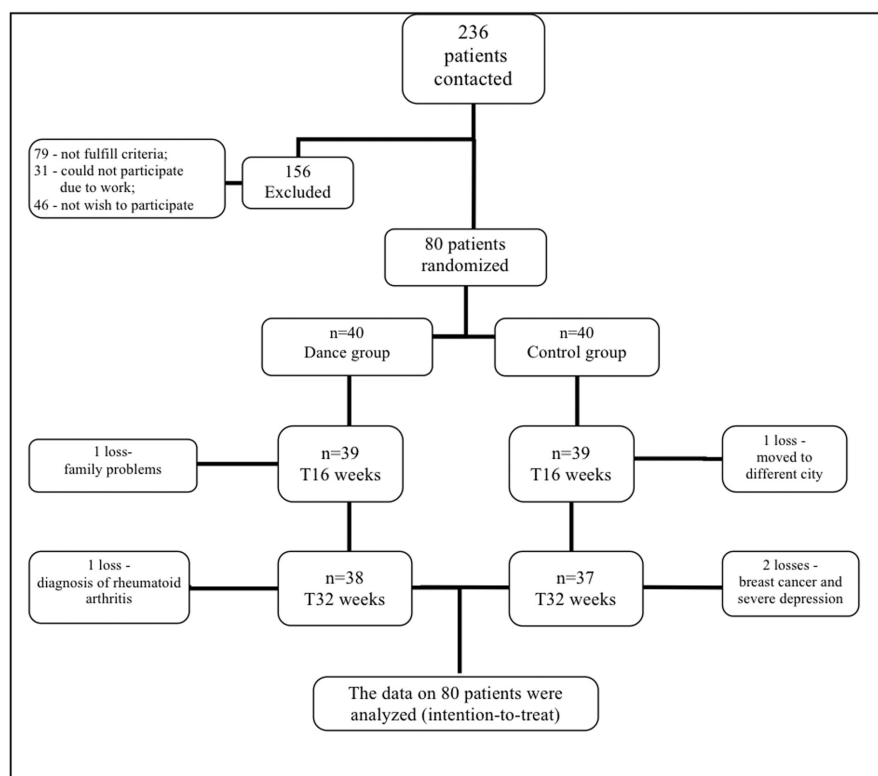 236
patients
contacted
79 - not fulfill criteria;
31 - could not participate
due to work;
46 - not wish to participate
156
Excluded
80 patients
randomized
n=40
Dance group
n=40
Control group
1 loss-
family problems
n=39
T16 weeks
n=39
T16 weeks
1 loss -
moved to
different city
1 loss -
diagnosis of rheumatoid
arthritis
n=38
T32 weeks
n=37
T32 weeks
2 losses -
breast cancer and
severe depression
The data on 80 patients were
analyzed (intention-to-treat)